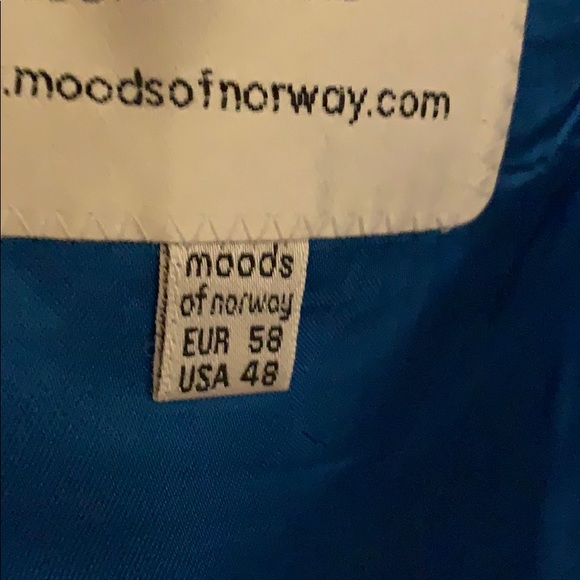 .moodsofnorway.com
moods
of norway
EUR 58
USA 48